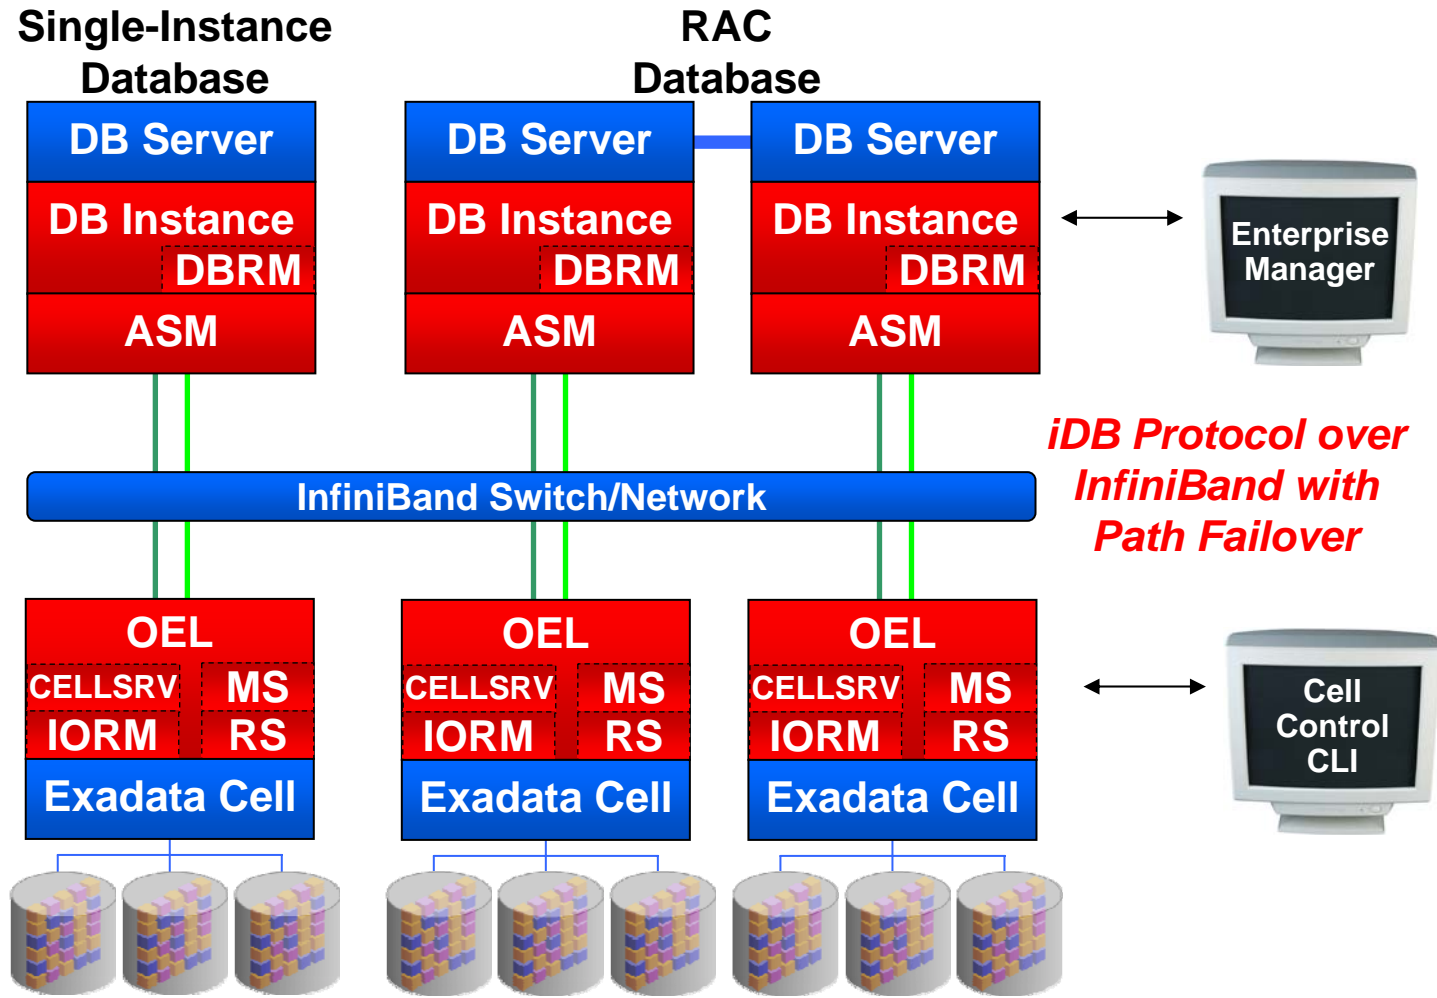 Single-Instance
Database
RAC
Database
DB Server
DB Server
DB Server
DB Instance
DBRM
DB Instance
DBRM
DB Instance
DBRM
ASM
ASM
ASM
Enterprise
Manager
iDB Protocol over
InfiniBand with
Path Failover
InfiniBand Switch/Network
OEL
CELLSRV MS
IORM RS
OEL
CELLSRV MS
IORM RS
OEL
CELLSRV MS
IORM RS
Exadata Cell
Exadata Cell
Exadata Cell
Cell
Control
CLI